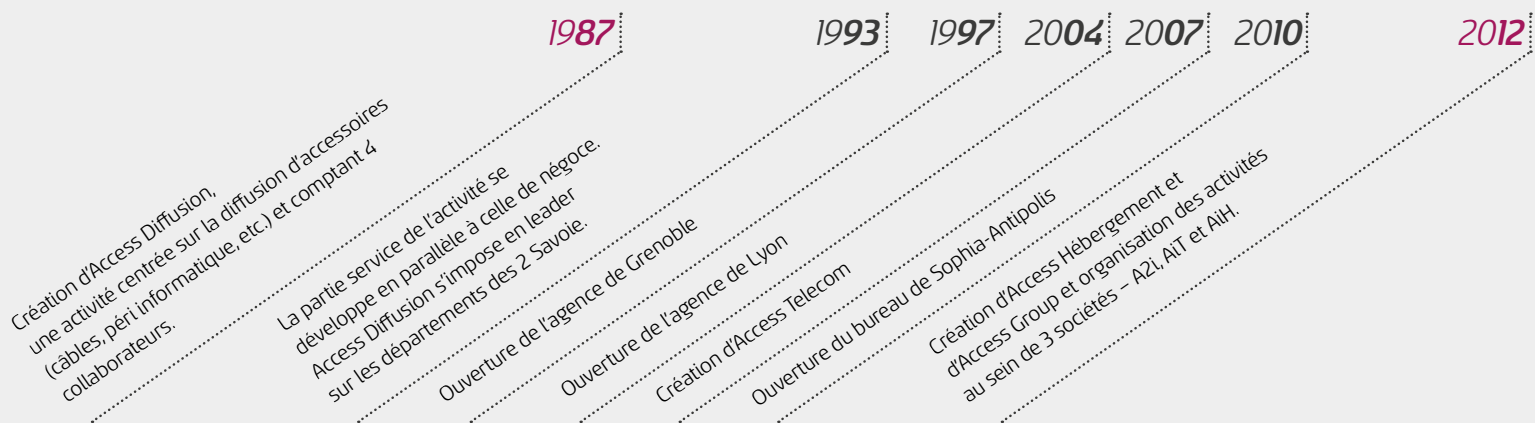 1987
Création d'Access Diffusion,
une activité centrée sur la diffusion d'accessoires
(câbles, péri informatique, etc.) et comptant 4
collaborateurs.
1993
La partie service de l'activité se
développe en parallèle à celle de négoce.
Access Diffusion s'impose en leader
sur les départements des 2 Savoie.
1997
Ouverture de l'agence de Grenoble
2004
Ouverture de l'agence de Lyon
2007
Création d'Access Telecom
2010
Ouverture du bureau de Sophia-Antipolis
2012
Création d'Access Hébergement et
d'Access Group et organisation des activités
au sein de 3 sociétés – A2i, AiT et AiH.